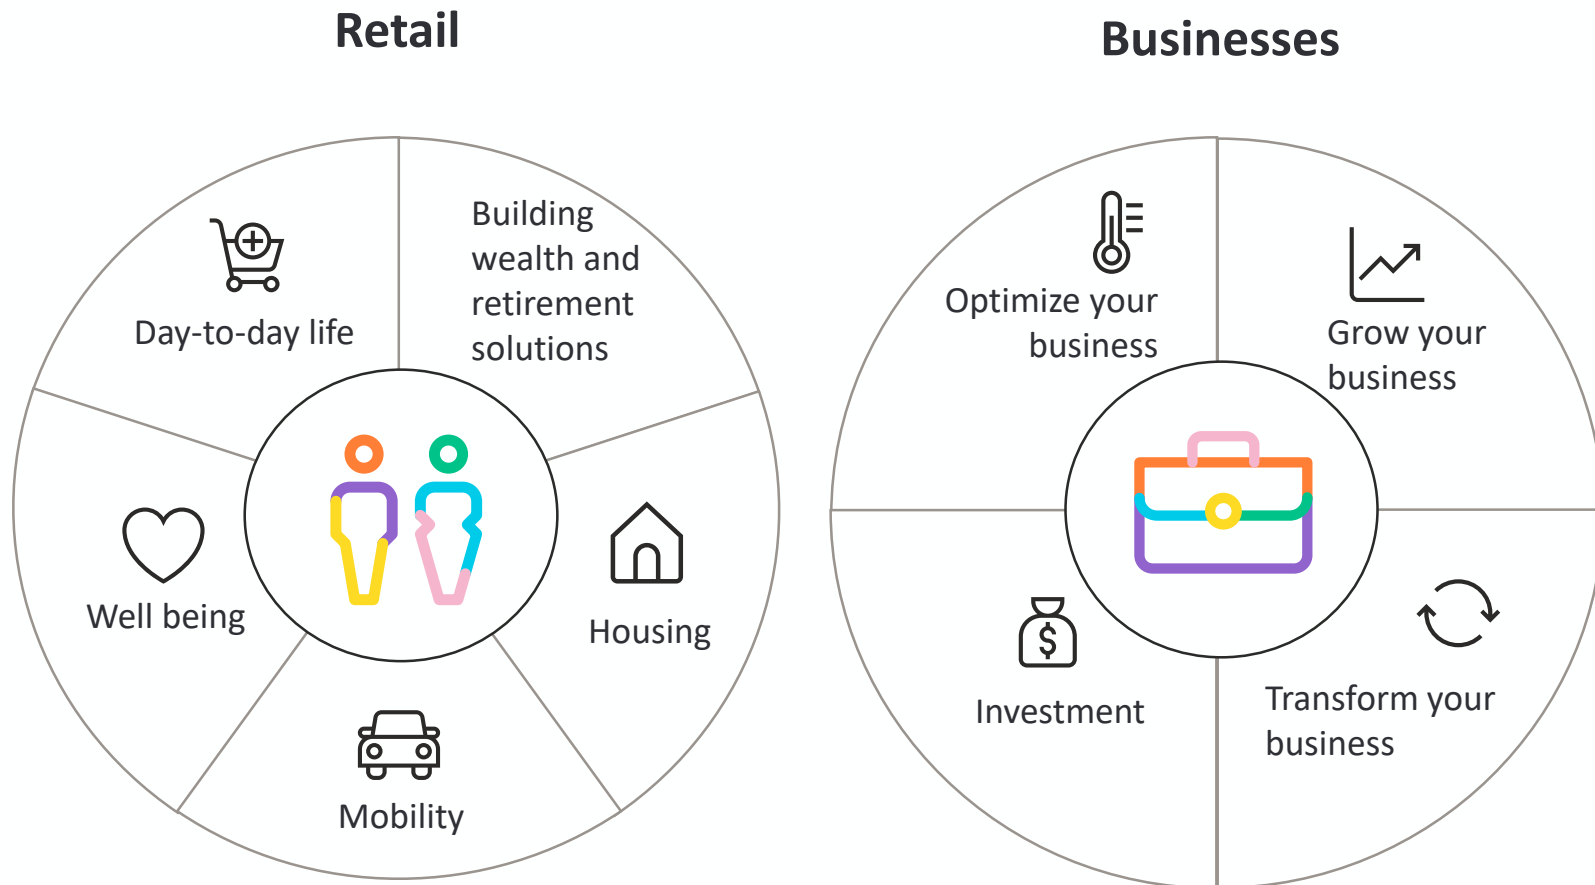 Retail
Building
wealth and
retirement
solutions
Day-to-day life
Well being
Housing
Mobility
Businesses
Optimize your
business
Grow your
business
$
Investment
Transform your
business